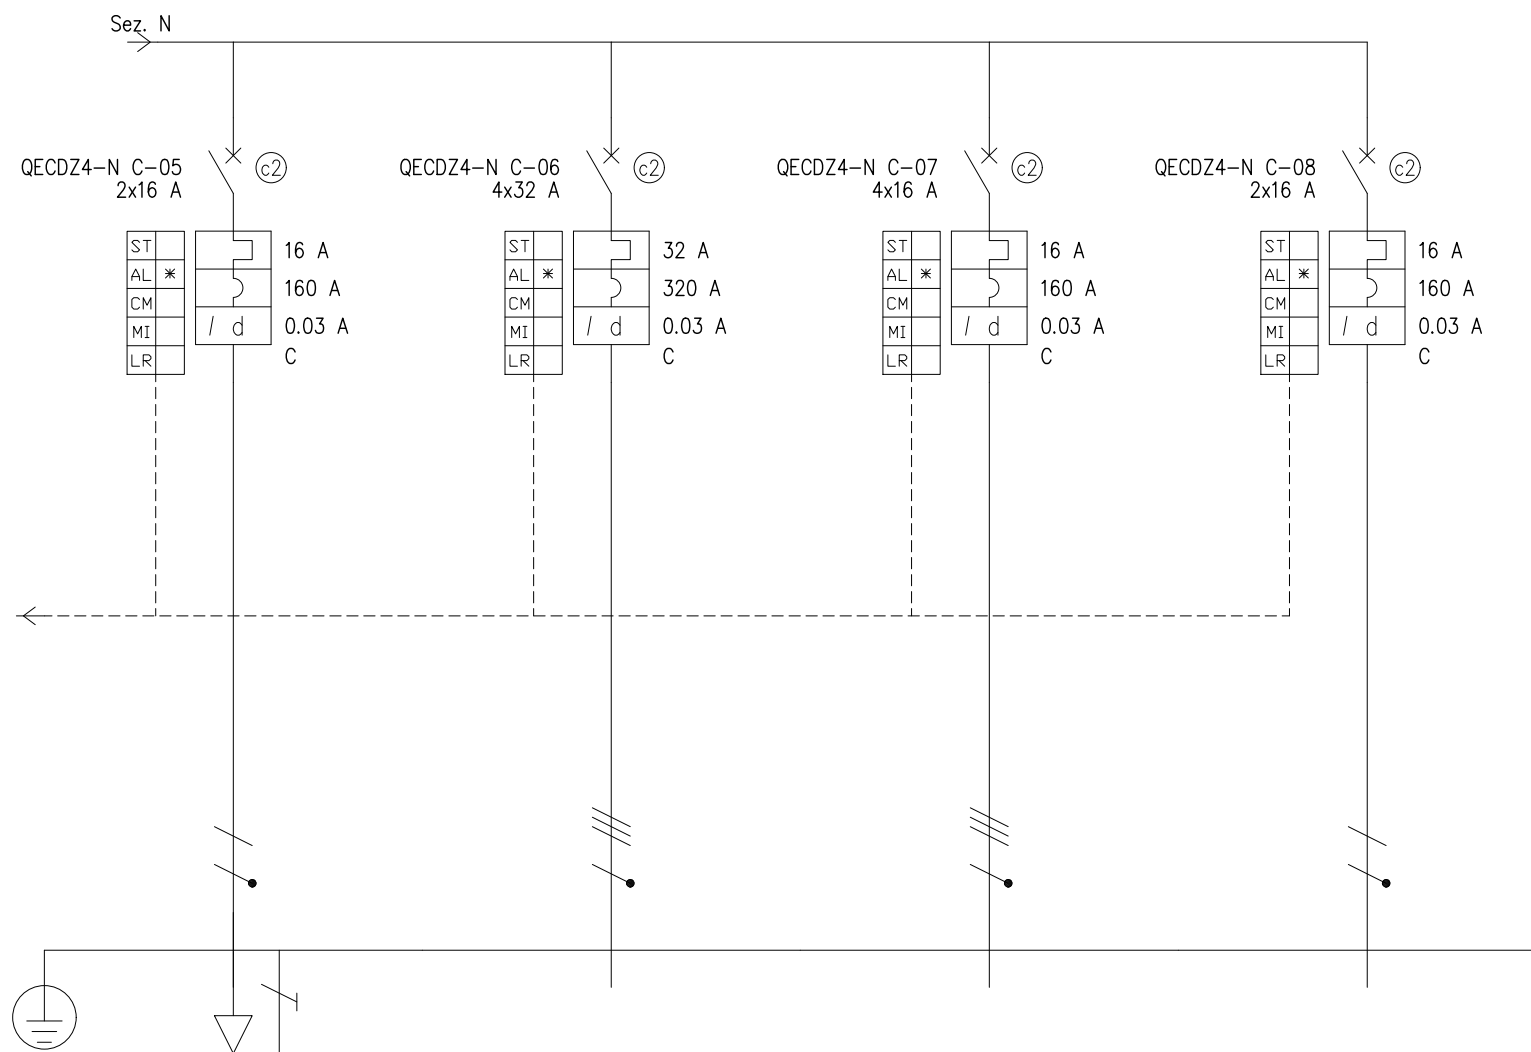 Sez. N
QECDZ4-N C-05
2x16 A
c2
QECDZ4-N C-06
4x32 A
c2
QECDZ4-N C-07
4x16 A
c2
QECDZ4-N C-08
2x16 A
c2
ST
AL *
CM
MI
LR
16 A
160 A
I d 0.03 A
C
ST
AL *
CM
MI
LR
32 A
320 A
I d 0.03 A
C
ST
AL *
CM
MI
LR
16 A
160 A
I d 0.03 A
C
ST
AL *
CM
MI
LR
16 A
160 A
I d 0.03 A
C